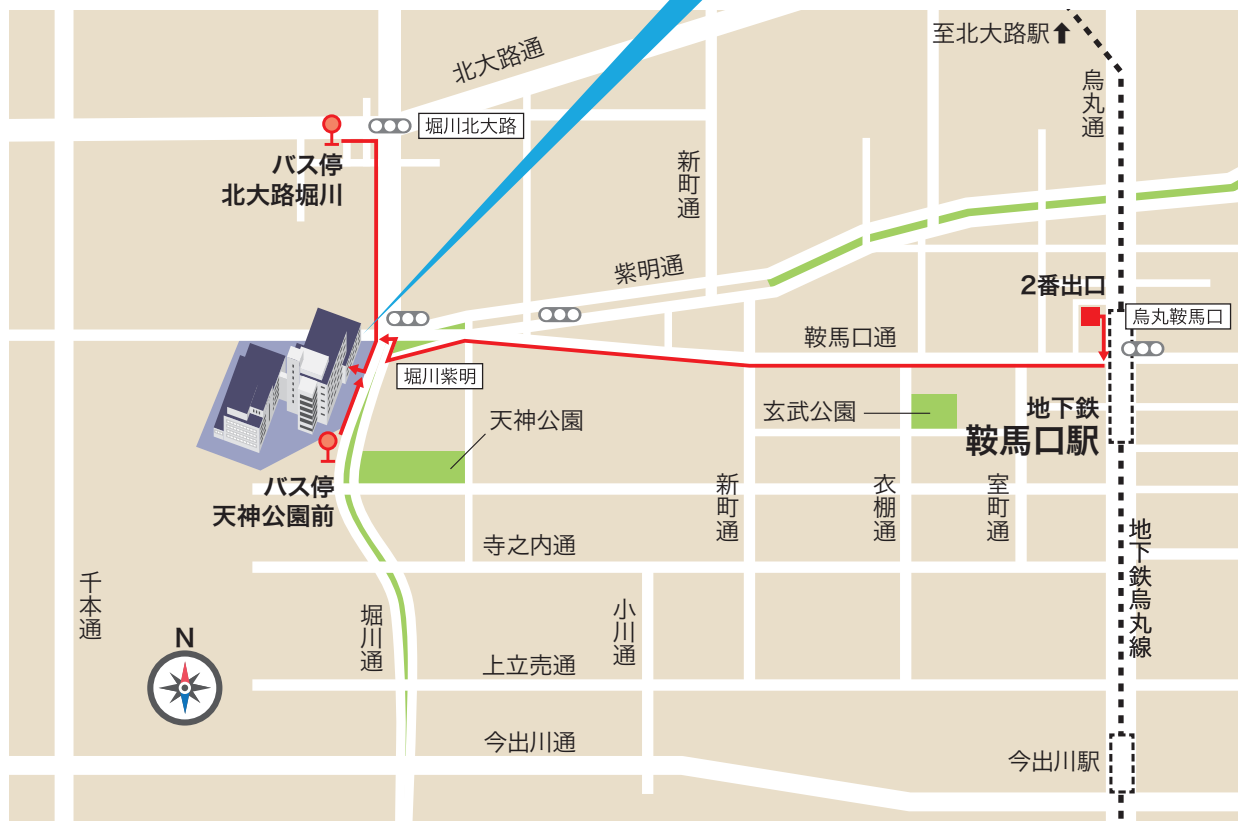 至北大路駅
北大路通
烏丸通
堀川北大路
バス停
北大路堀川
新町通
紫明通
2番出口
烏丸鞍馬口
鞍馬口通
堀川紫明
地下鉄
鞍馬口駅
玄武公園
天神公園
バス停
天神公園前
新町通
衣棚通
室町通
寺之内通
地下鉄烏丸線
千本通
堀川通
小川通
N
上立売通
今出川通
今出川駅